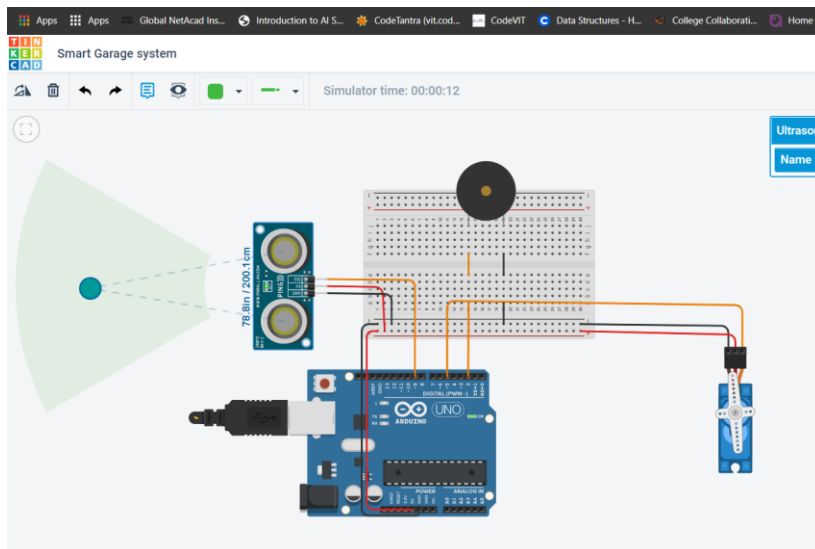 Apps Apps Global NetAcad Ins... Introduction to AI S... CodeTantra (vit.cod... CodeVIT Data Structures - H... College Collaborati... Home
TIN
KER
CAD
Smart Garage system
Simulator time: 00:00:12
Ultrason
Name
78.8in / 200.1cm
PING)))
DIGITAL (PWM~)
UNO
ARDUINO
POWER
ANALOG IN